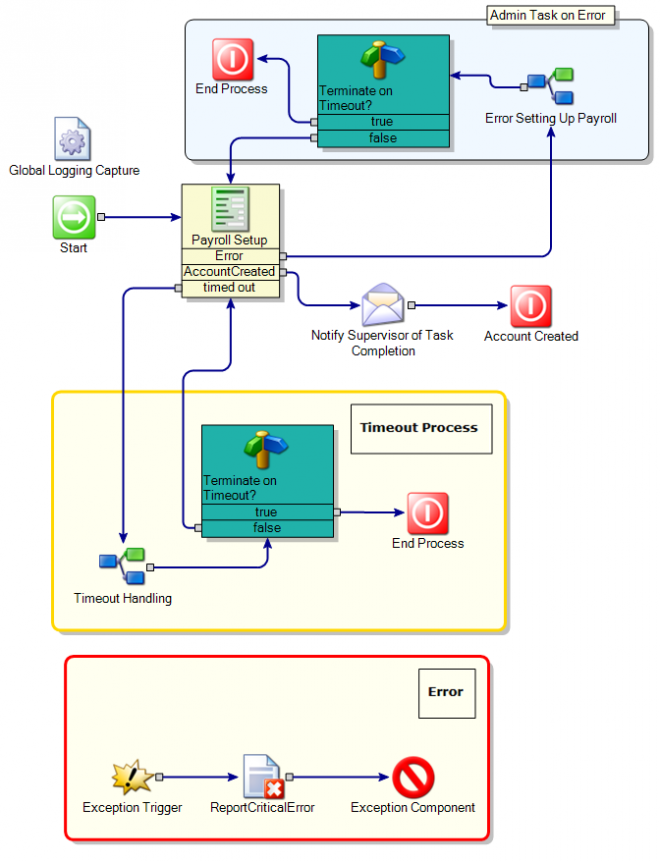 Admin Task on Error
Terminate on
Timeout?
true
false
End Process
Error Setting Up Payroll
Global Logging Capture
Start
Payroll Setup
Error
AccountCreated
timed out
Notify Supervisor of Task
Completion
Account Created
Timeout Process
Terminate on
Timeout?
true
false
End Process
Timeout Handling
Error
Exception Trigger
ReportCriticalError
Exception Component